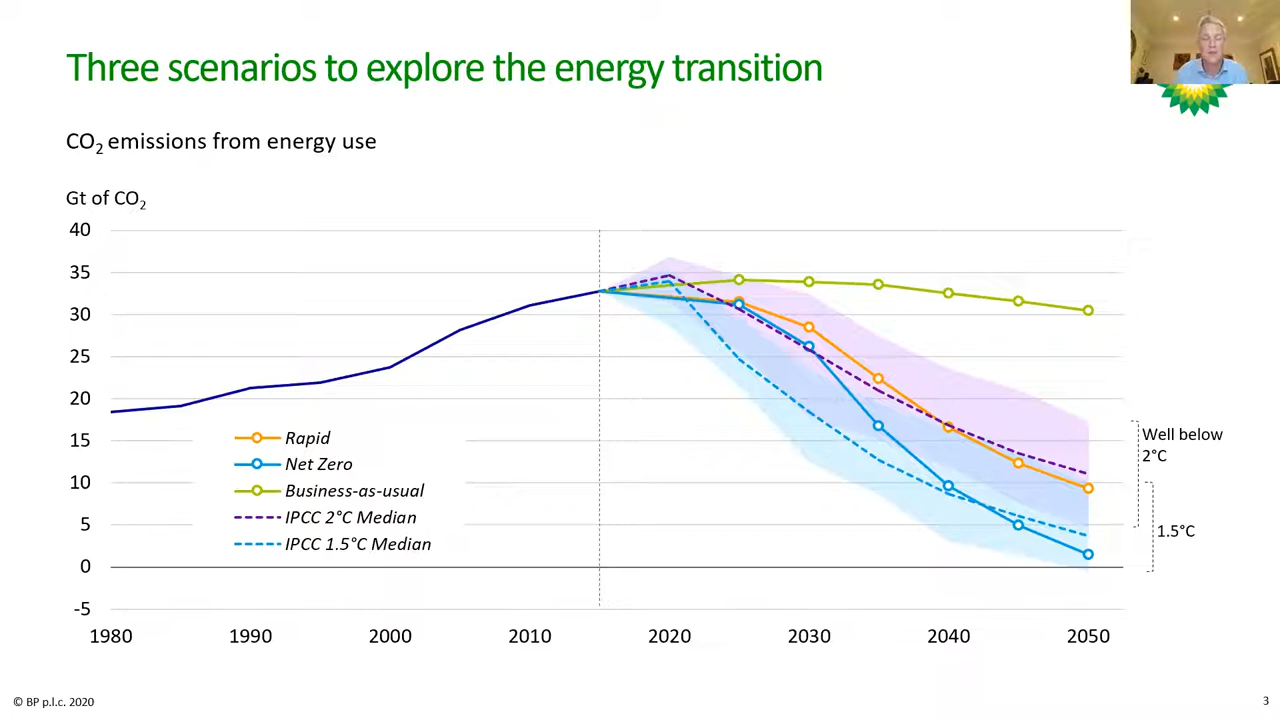 Three scenarios to explore the energy transition
CO₂ emissions from energy use
Gt of CO₂
40
35
30
25
20
15
10
5
0
-5
Rapid
Net Zero
Business-as-usual
IPCC 2°C Median
IPCC 1.5°C Median
Well below
2°C
1.5°C
1980 1990 2000 2010 2020 2030 2040 2050
© BP p.l.c. 2020
3